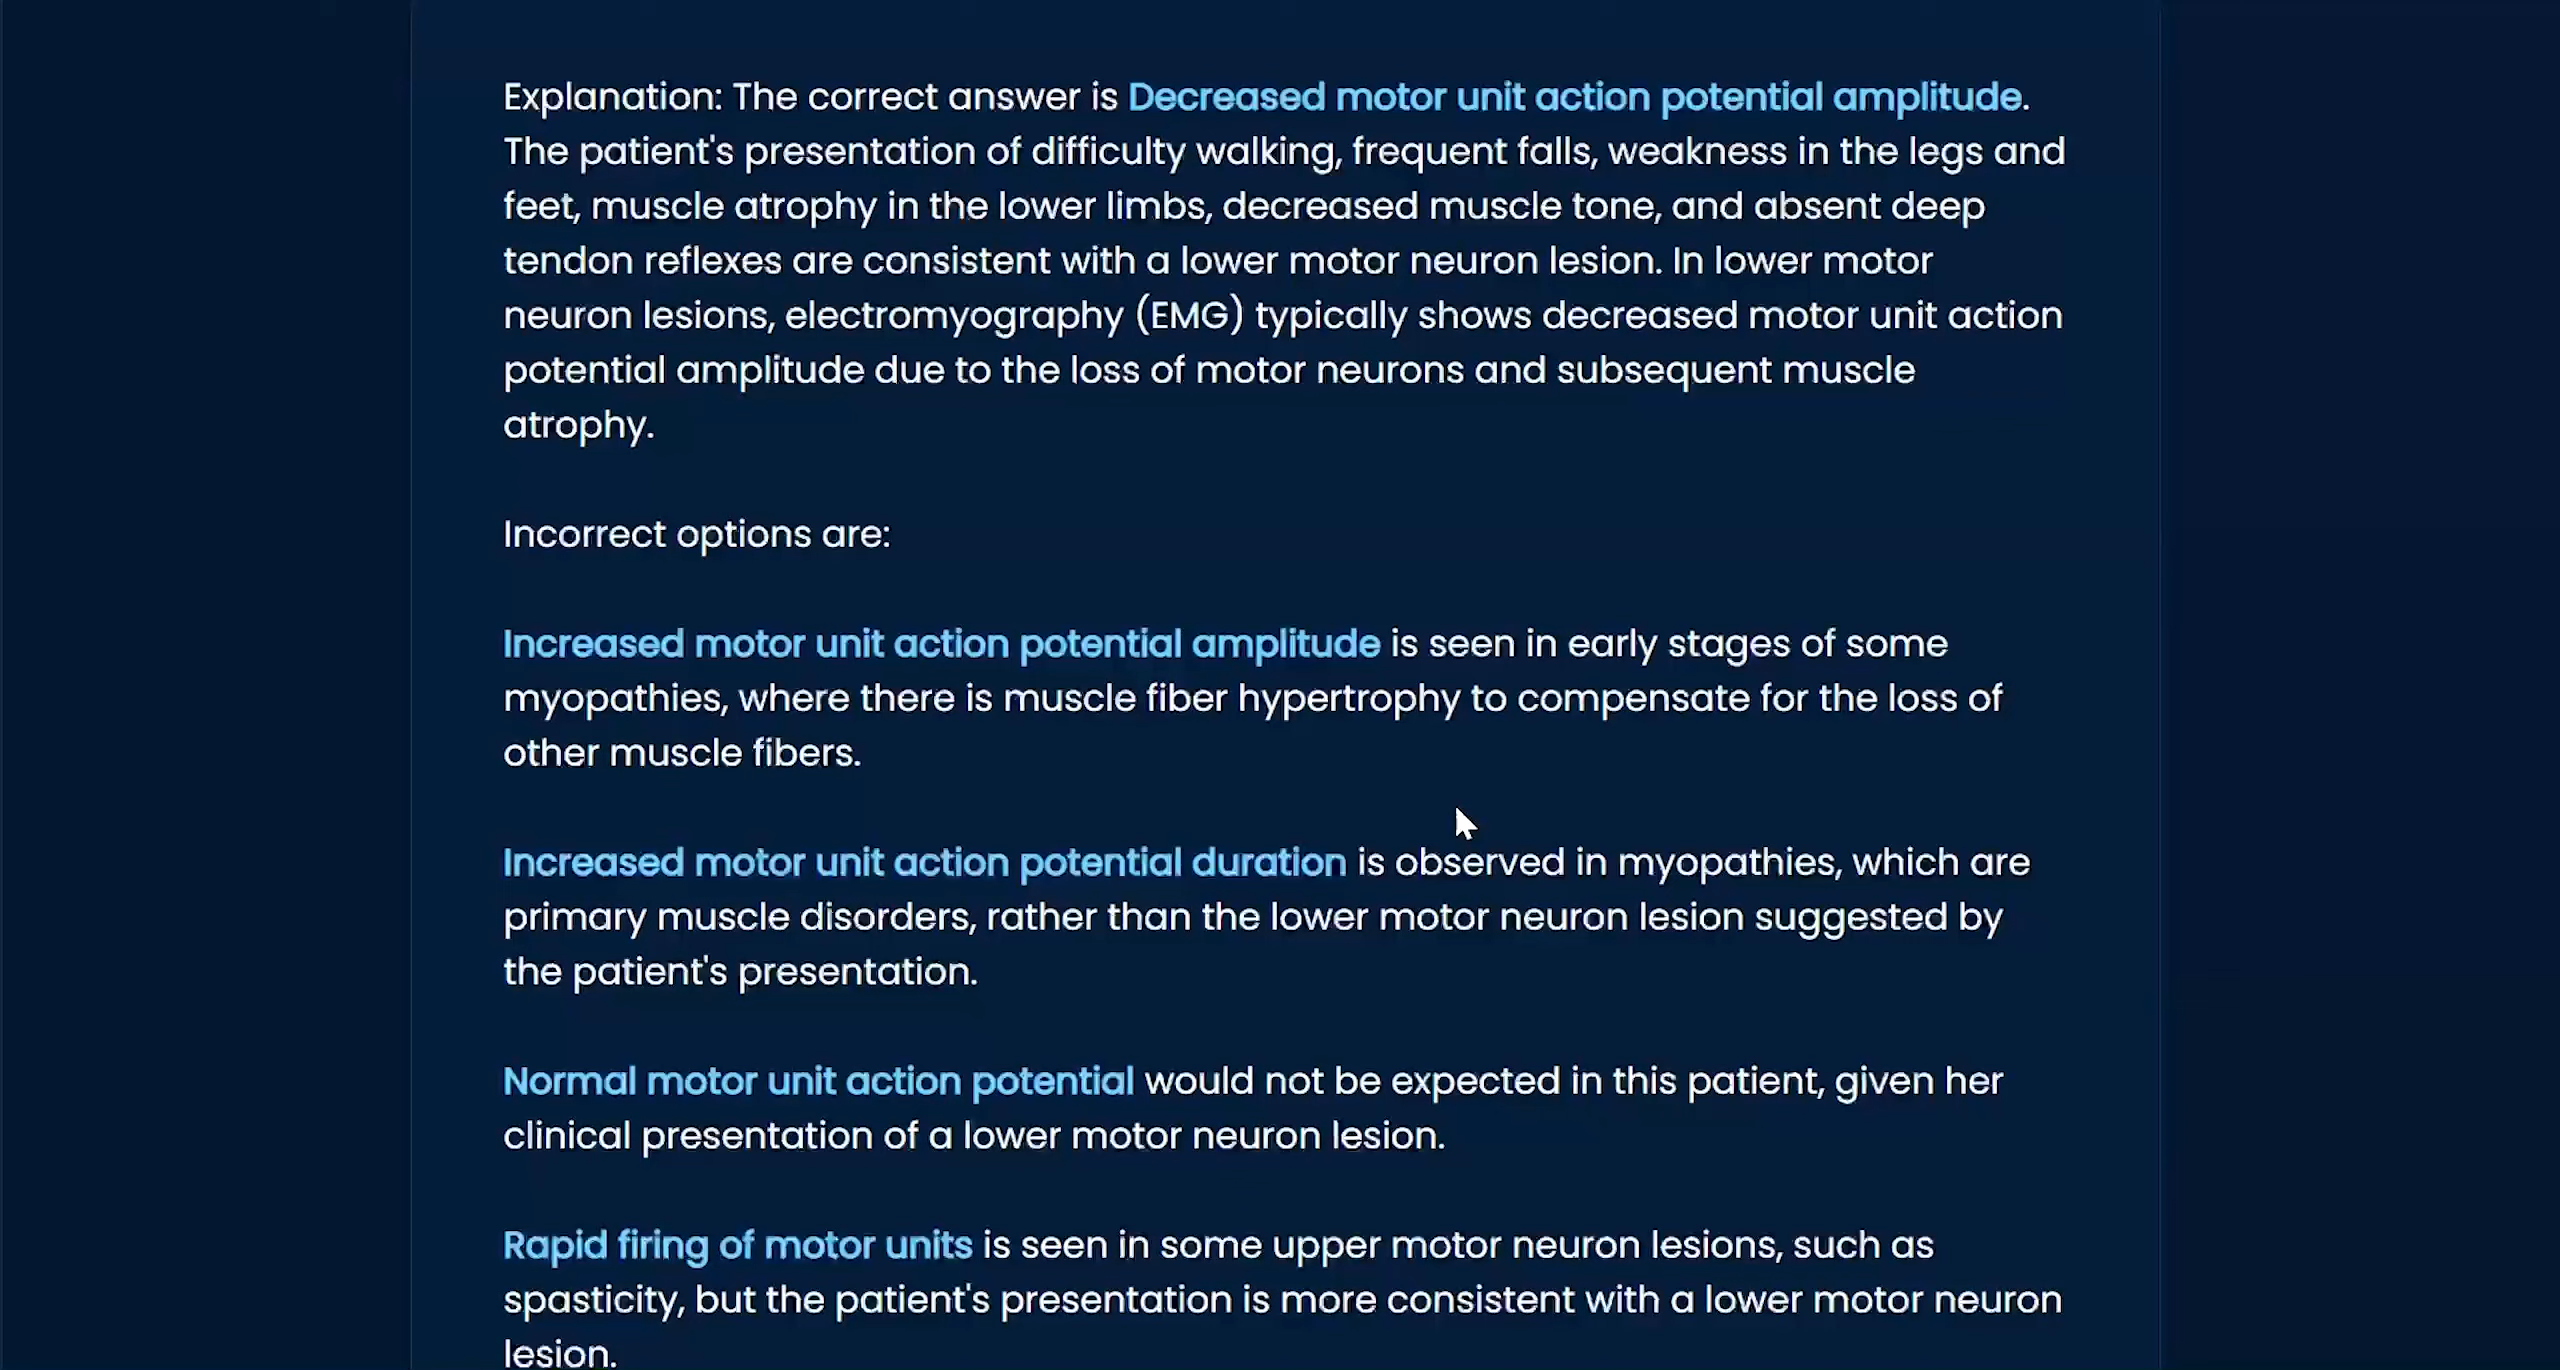 Explanation: The correct answer is Decreased motor unit action potential amplitude.
The patient's presentation of difficulty walking, frequent falls, weakness in the legs and
feet, muscle atrophy in the lower limbs, decreased muscle tone, and absent deep
tendon reflexes are consistent with a lower motor neuron lesion. In lower motor
neuron lesions, electromyography (EMG) typically shows decreased motor unit action
potential amplitude due to the loss of motor neurons and subsequent muscle
atrophy.
Incorrect options are:
Increased motor unit action potential amplitude is seen in early stages of some
myopathies, where there is muscle fiber hypertrophy to compensate for the loss of
other muscle fibers.
Increased motor unit action potential duration is observed in myopathies, which are
primary muscle disorders, rather than the lower motor neuron lesion suggested by
the patient's presentation.
Normal motor unit action potential would not be expected in this patient, given her
clinical presentation of a lower motor neuron lesion.
Rapid firing of motor units is seen in some upper motor neuron lesions, such as
spasticity, but the patient's presentation is more consistent with a lower motor neuron
lesion.